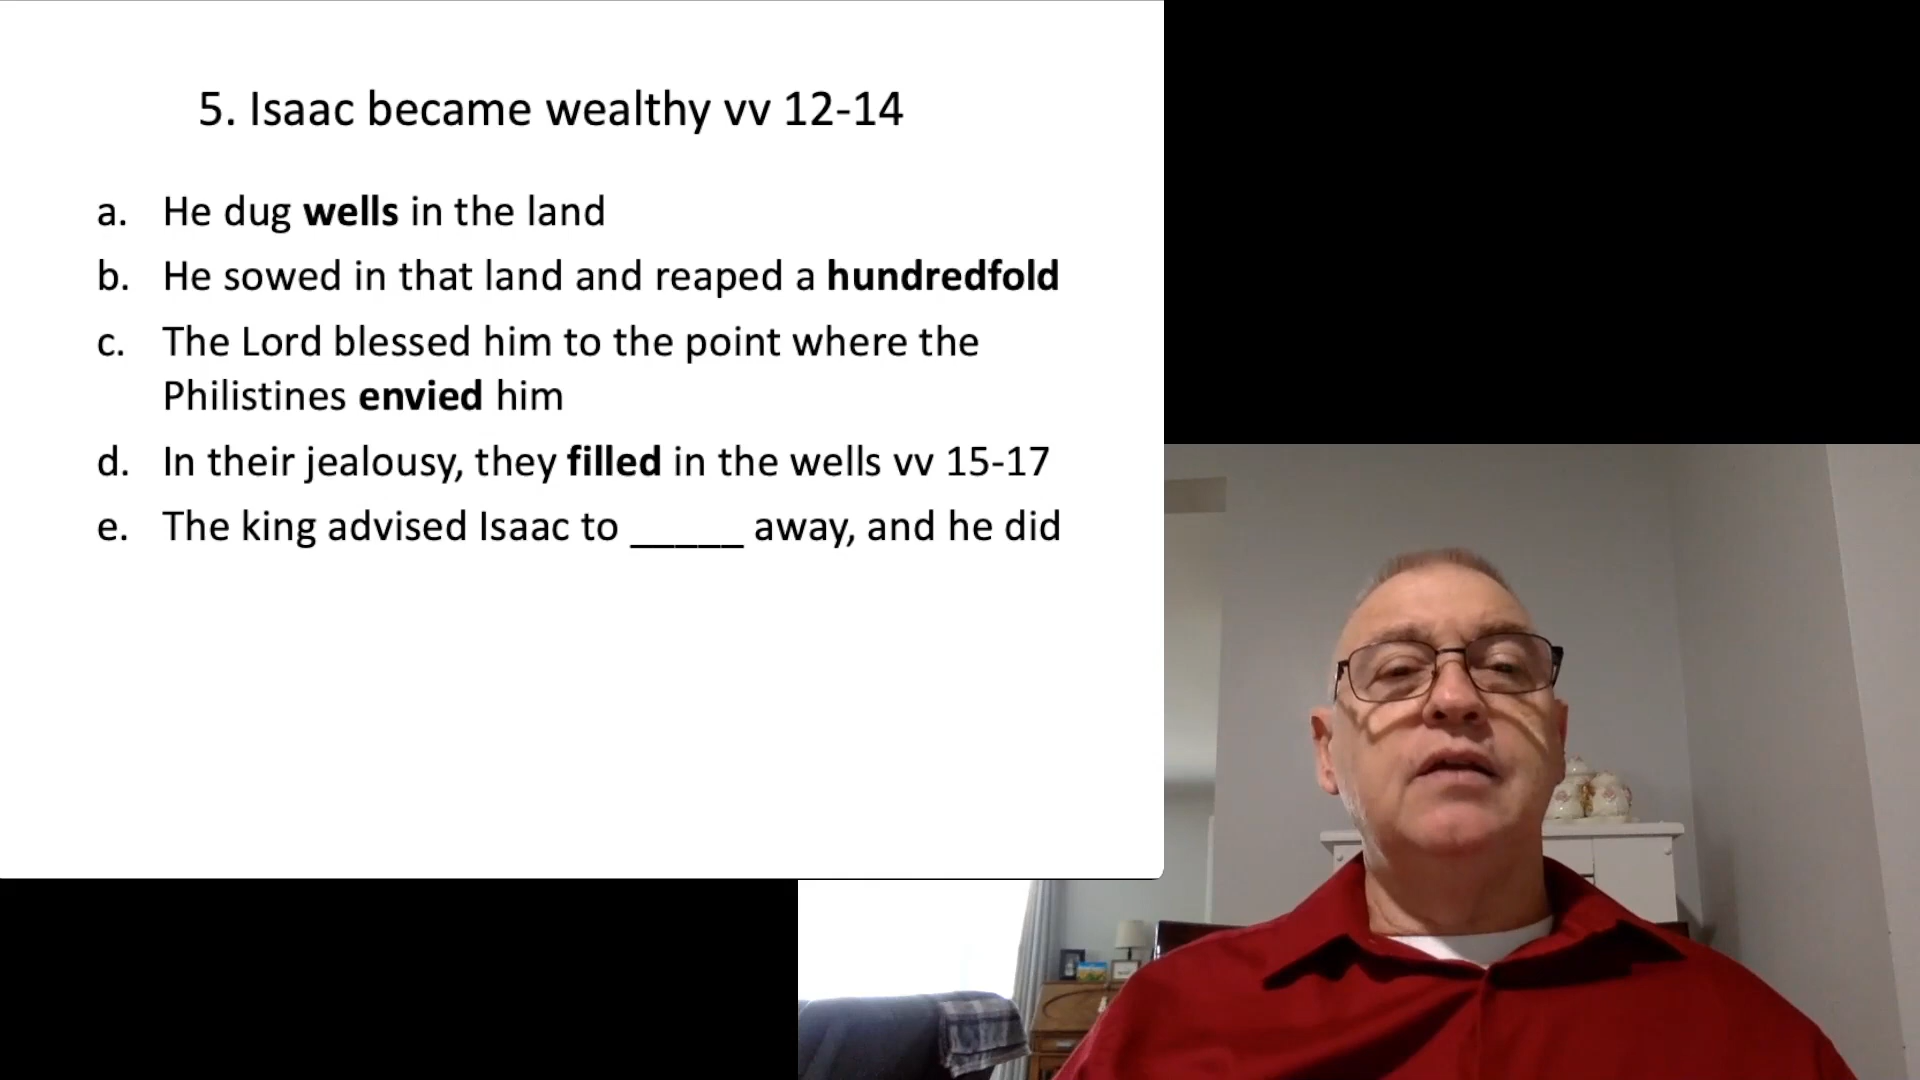 5. Isaac became wealthy vv 12-14
a. He dug wells in the land
b. He sowed in that land and reaped a hundredfold
c. The Lord blessed him to the point where the
Philistines envied him
d. In their jealousy, they filled in the wells vv 15-17
e. The king advised Isaac to _____ away, and he did